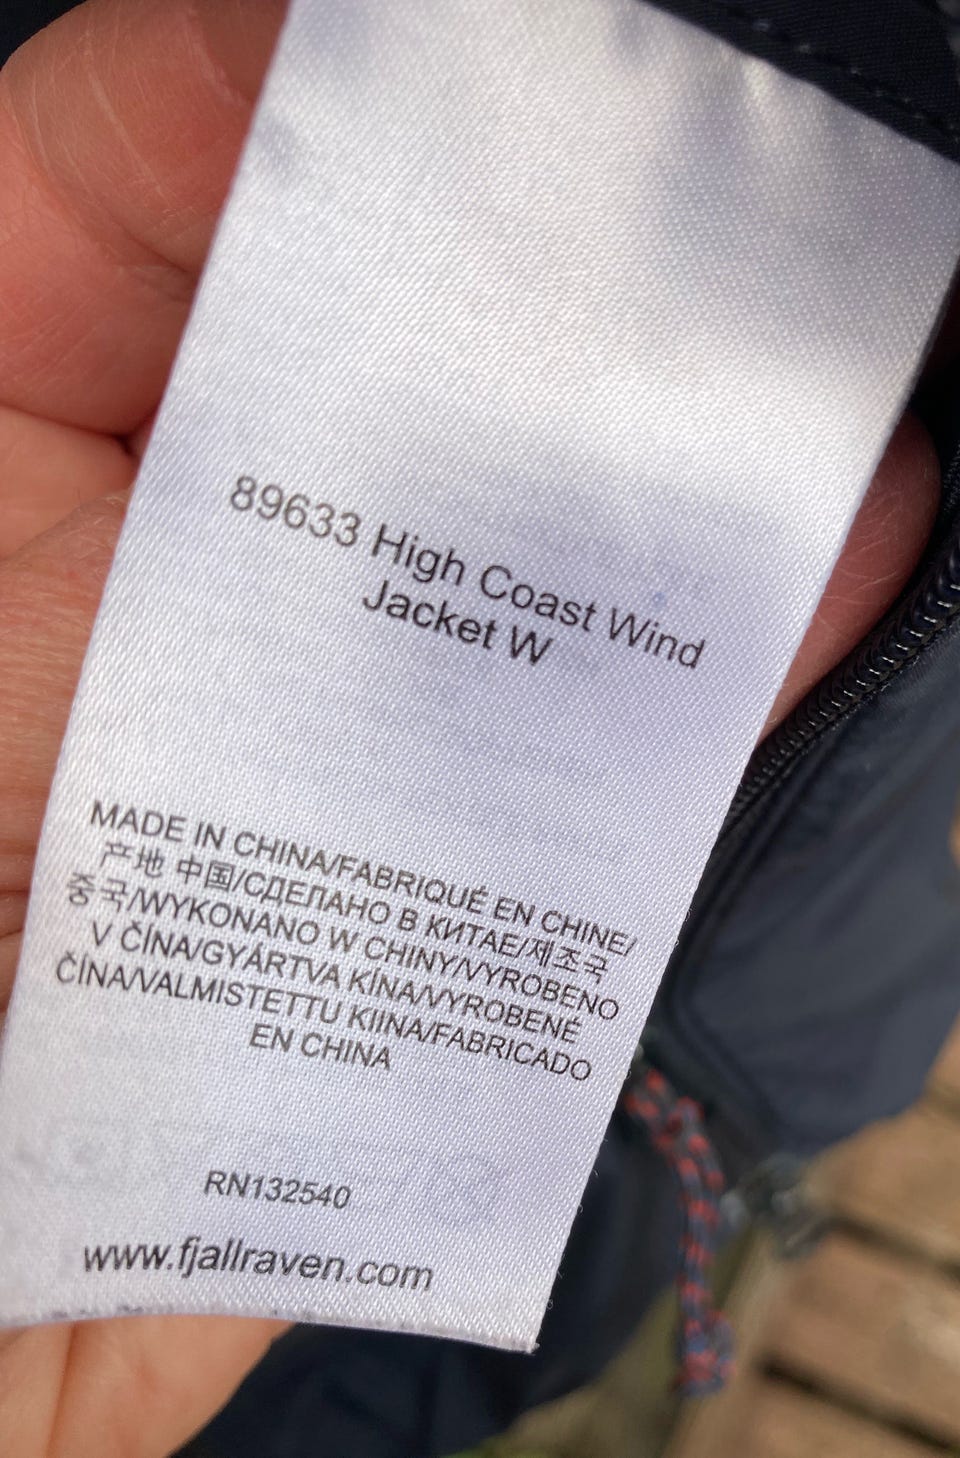 89633 High Coast Wind
Jacket W
MADE IN CHINA/FABRIQUÉ EN CHINE/
产地 中国/СДЕЛАНО В КИТАЕ/제조국
중국/WYKONANO W CHINY/VYROBENO
V ČÍNA/GYÁRTVA KÍNA/VYROBENÉ
ČÍNA/VALMISTETTU KIINA/FABRICADO
EN CHINA
RN132540
www.fjallraven.com